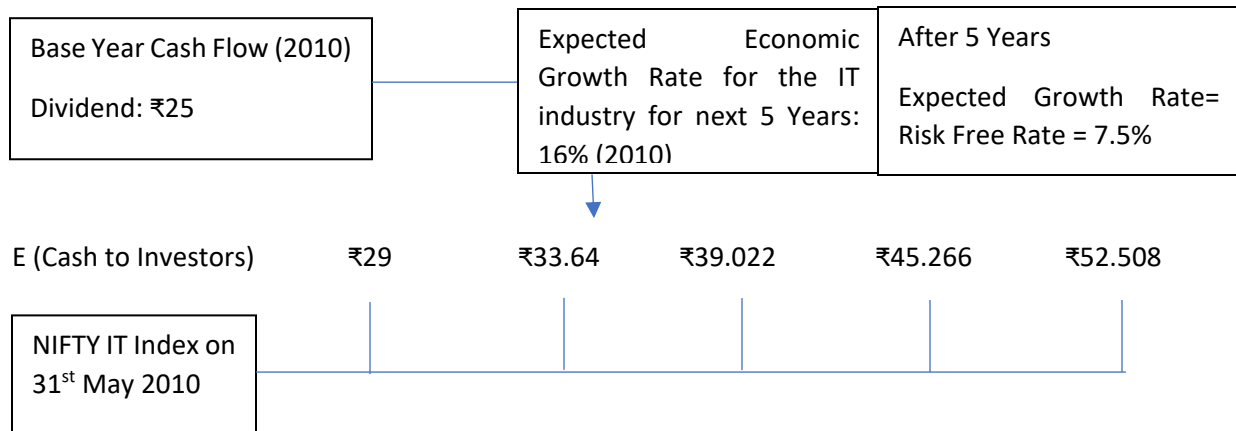 Base Year Cash Flow (2010)
Dividend: ₹25
Expected Economic
Growth Rate for the IT
industry for next 5 Years:
16% (2010)
After 5 Years
Expected Growth Rate=
Risk Free Rate = 7.5%
E (Cash to Investors) ₹29 ₹33.64 ₹39.022 ₹45.266 ₹52.508
NIFTY IT Index on
31st May 2010